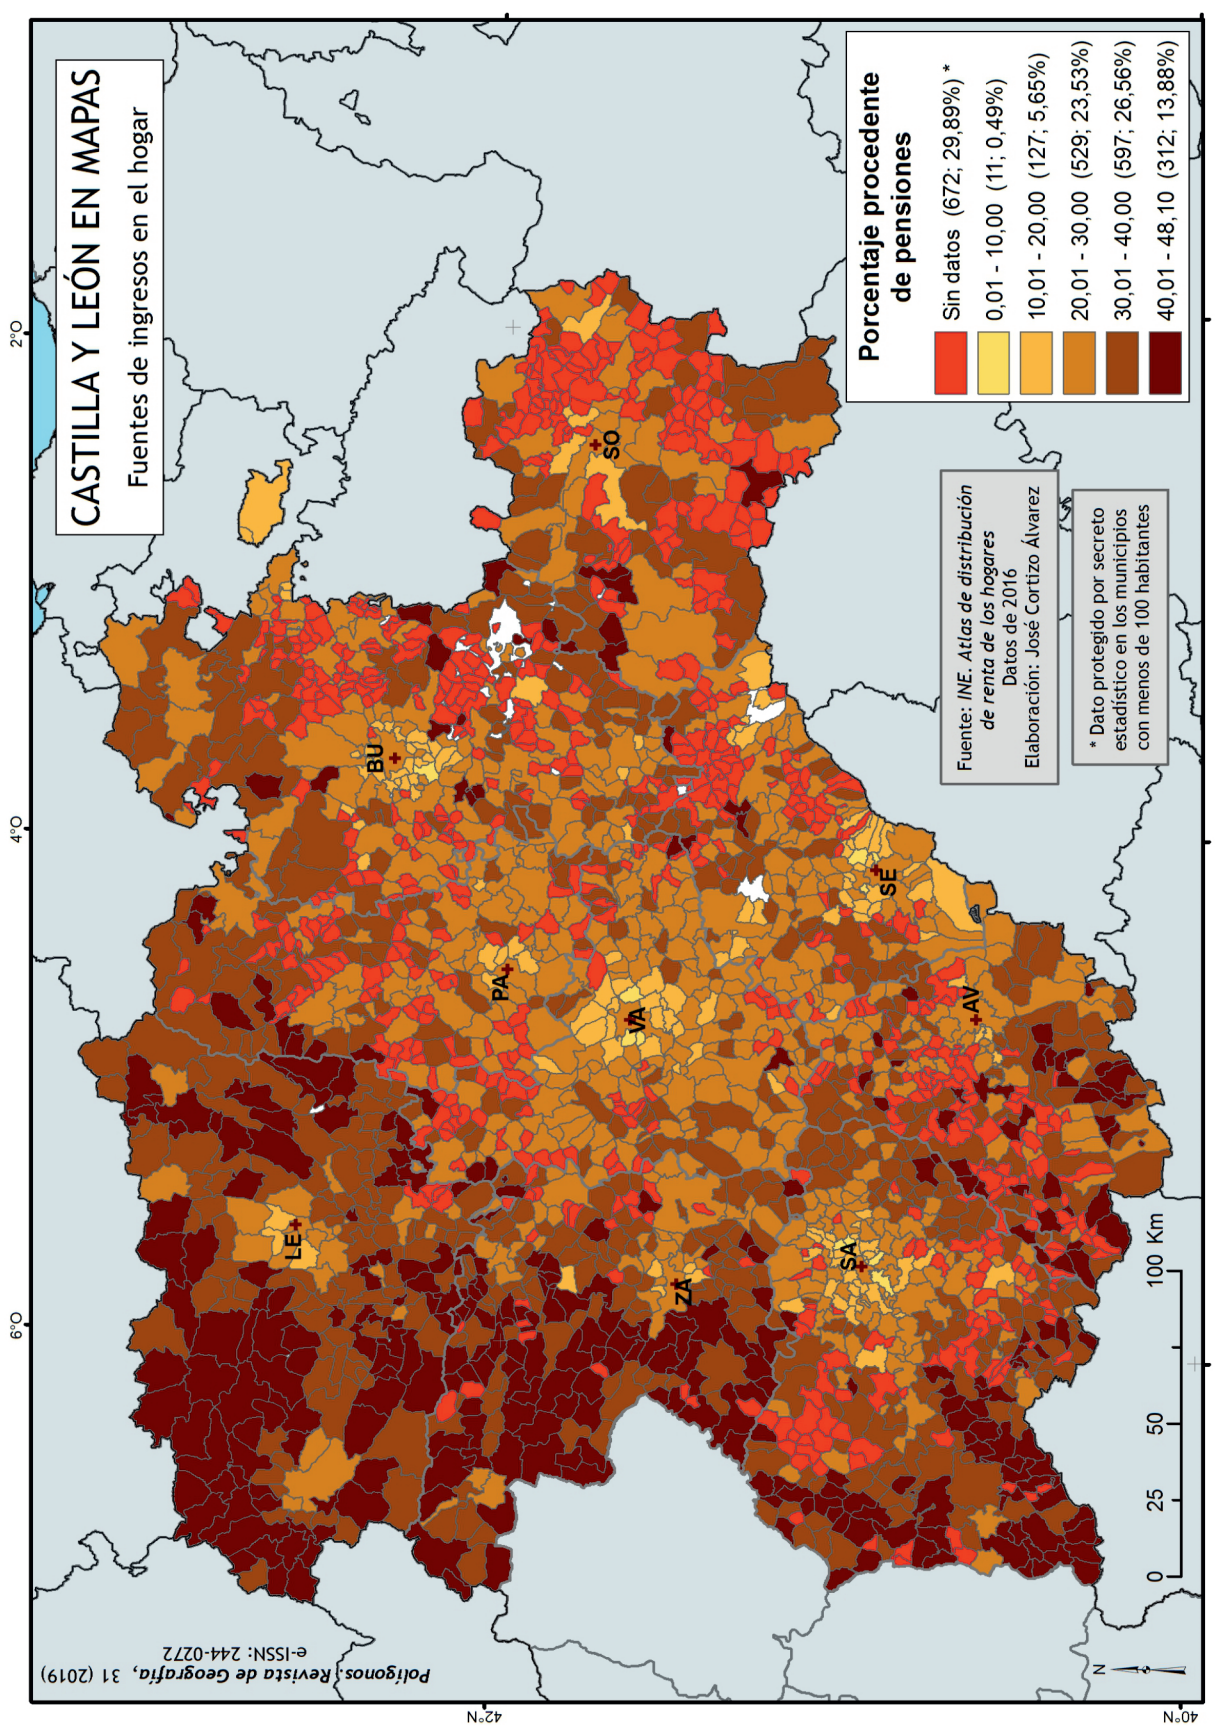 CASTILLA Y LEÓN EN MAPAS
Fuentes de ingresos en el hogar
Polígonos. Revista de Geografía, 31 (2019)
e-ISSN: 244-0272
6°O
4°O
2°O
42°N
40°N
LE
PA
BU
ZA
VA
SO
SA
SE
AV
Porcentaje procedente
de pensiones
Sin datos (672; 29,89%) *
0,01 - 10,00 (11; 0,49%)
10,01 - 20,00 (127; 5,65%)
20,01 - 30,00 (529; 23,53%)
30,01 - 40,00 (597; 26,56%)
40,01 - 48,10 (312; 13,88%)
Fuente: INE. Atlas de distribución
de renta de los hogares
Datos de 2016
Elaboración: José Cortizo Álvarez
* Dato protegido por secreto
estadístico en los municipios
con menos de 100 habitantes
N
0 25 50 100 Km